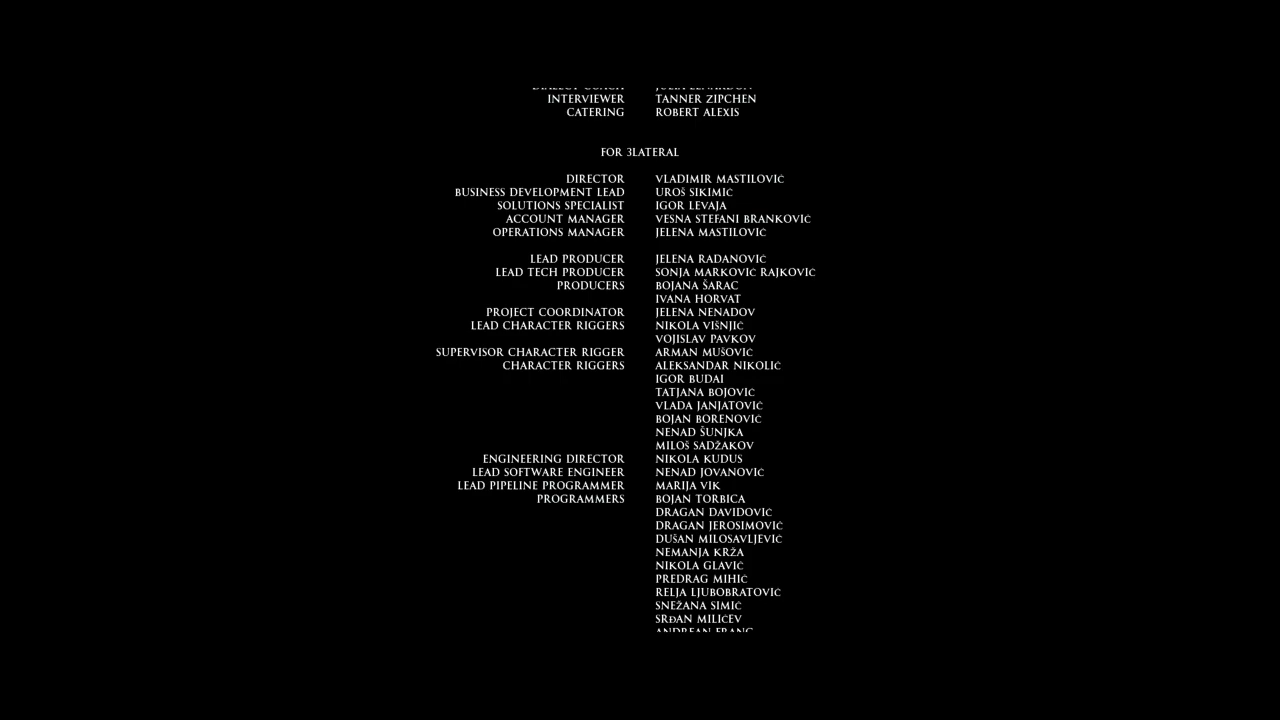 INTERVIEWER TANNER ZIPCHEN
CATERING ROBERT ALEXIS
FOR 3LATERAL
DIRECTOR VLADIMIR MASTILOVIĆ
BUSINESS DEVELOPMENT LEAD UROŠ SIKIMIĆ
SOLUTIONS SPECIALIST IGOR LEVAJA
ACCOUNT MANAGER VESNA STEFANI BRANKOVIĆ
OPERATIONS MANAGER JELENA MASTILOVIĆ
LEAD PRODUCER JELENA RADANOVIĆ
LEAD TECH PRODUCER SONJA MARKOVIĆ RAJKOVIĆ
PRODUCERS BOJANA ŠARAC
IVANA HORVAT
PROJECT COORDINATOR JELENA NENADOV
LEAD CHARACTER RIGGERS NIKOLA VIŠNJIĆ
VOJISLAV PAVKOV
SUPERVISOR CHARACTER RIGGER ARMAN MUŠOVIĆ
CHARACTER RIGGERS ALEKSANDAR NIKOLIĆ
IGOR BUDAI
TATJANA BOJOVIĆ
VLADA JANJATOVIĆ
BOJAN BORENOVIĆ
NENAD ŠUNJKA
MILOŠ SADŽAKOV
ENGINEERING DIRECTOR NIKOLA KUDUS
LEAD SOFTWARE ENGINEER NENAD JOVANOVIĆ
LEAD PIPELINE PROGRAMMER MARIJA VIK
PROGRAMMERS BOJAN TORBICA
DRAGAN DAVIDOVIĆ
DRAGAN JEROSIMOVIĆ
DUŠAN MILOSAVLJEVIĆ
NEMANJA KRŽA
NIKOLA GLAVIĆ
PREDRAG MIHIĆ
RELJA LJUBOBRATOVIĆ
SNEŽANA SIMIĆ
SRĐAN MILIĆEV